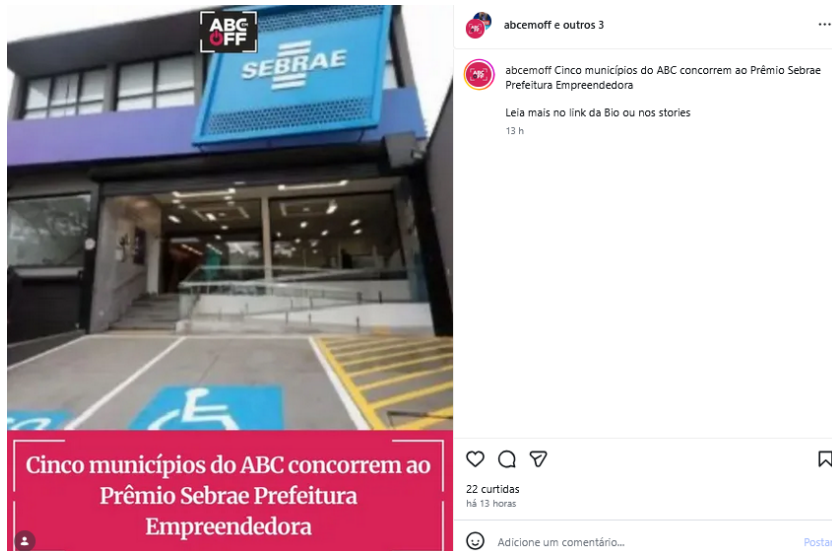 ABC EM
OFF
SEBRAE
Cinco municípios do ABC concorrem ao
Prêmio Sebrae Prefeitura
Empreendedora
abcemoff e outros 3
abcemoff Cinco municípios do ABC concorrem ao Prêmio Sebrae
Prefeitura Empreendedora
Leia mais no link da Bio ou nos stories
13 h
22 curtidas
há 13 horas
Adicione um comentário...
Postar